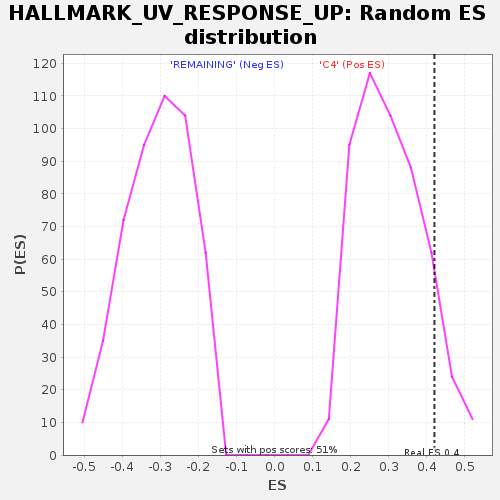 HALLMARK_UV_RESPONSE_UP: Random ES
distribution
'REMAINING' (Neg ES) 'C4' (Pos ES)
120
110
100
90
80
70
60
50
40
30
20
10
0
P(ES)
Sets with pos scores: 51%
Real ES 0.4
-0.5 -0.4 -0.3 -0.2 -0.1 0.0 0.1 0.2 0.3 0.4 0.5
ES